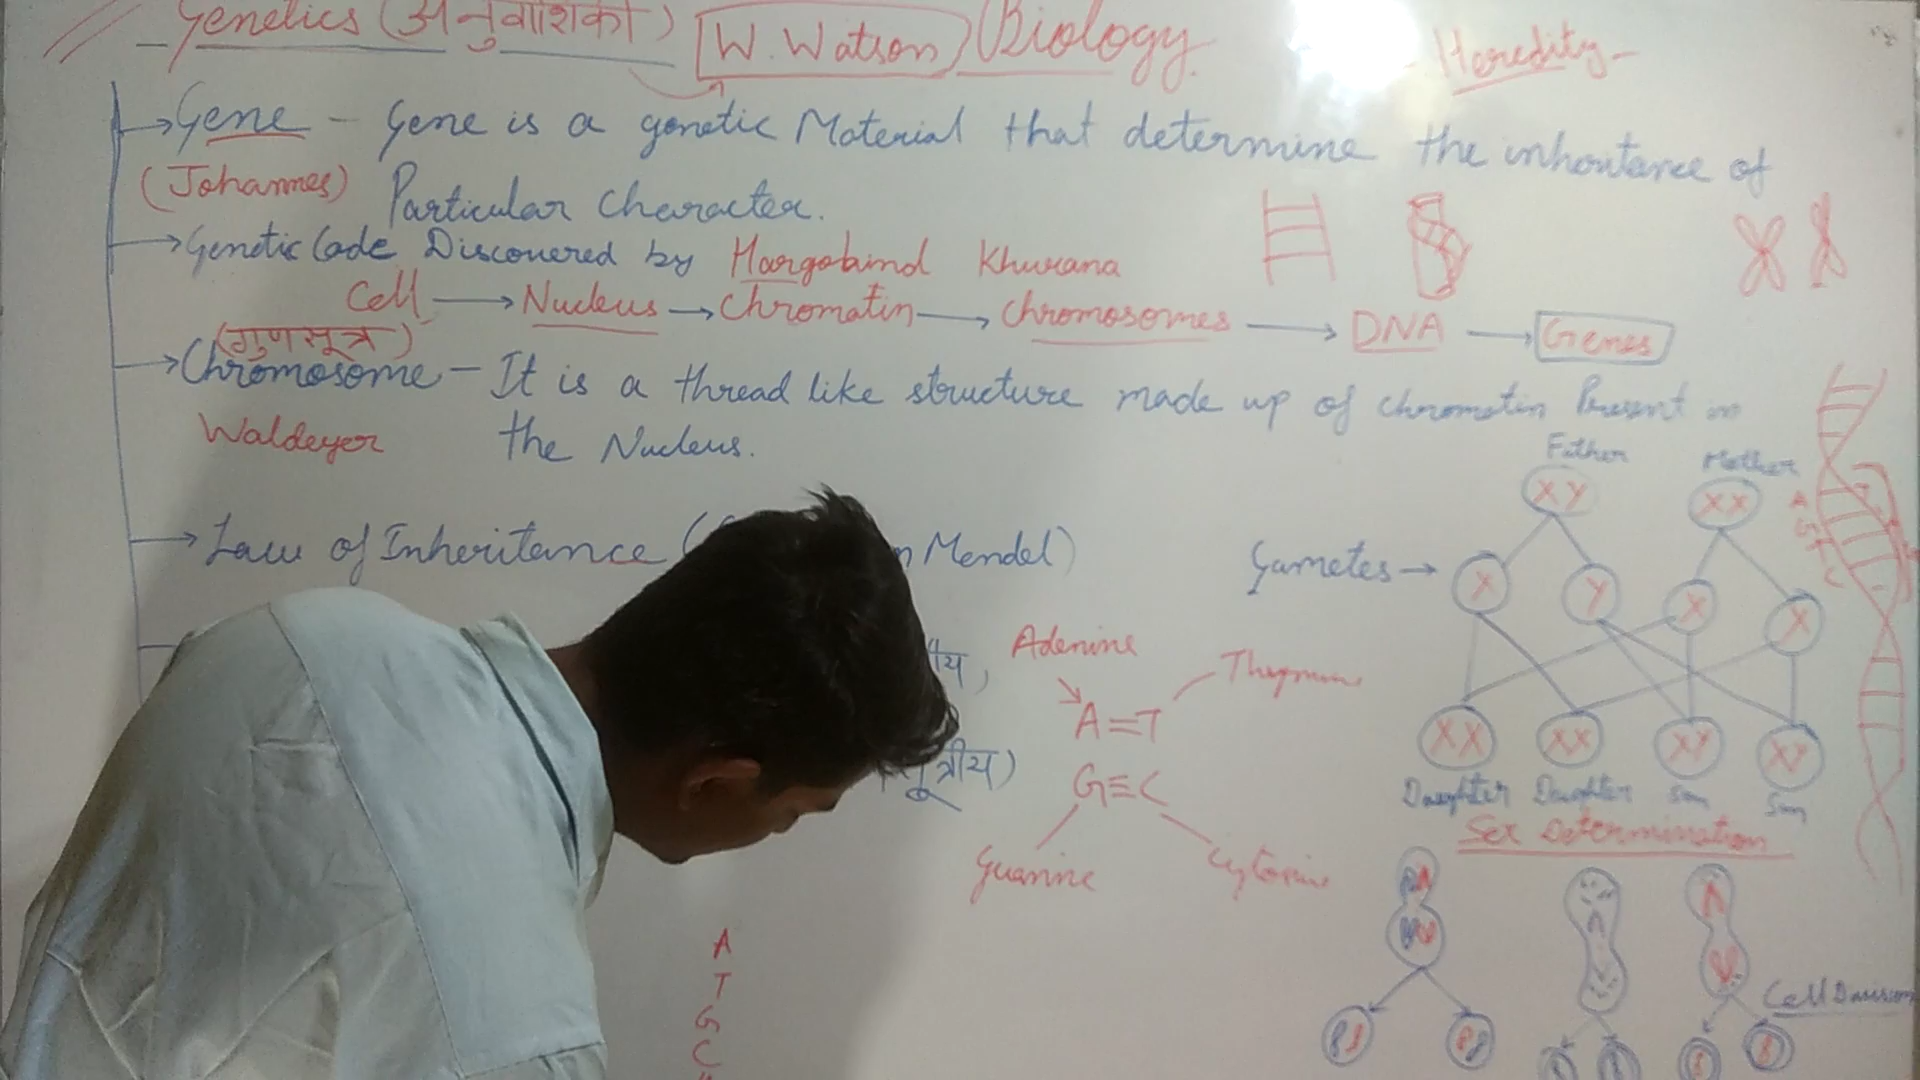 Genetics (अनुवांशिकी) W. Watson Biology
Heredity
Gene - Gene is a genetic Material that determine the inheritance of
(Johannes) Particular Character.
Genetic Code Discovered by Hargobind Khurana
Cell → Nucleus → Chromatin → Chromosomes → DNA → Genes
(गुणसूत्र)
Chromosome - It is a thread like structure made up of chromatin Present in
Waldeyer the Nucleus.
Father Mother
XY XX
Law of Inheritance ( Mendel)
Gametes → X Y X X
Adenine Thymine
A=T
G≡C
Guanine Cytosine
XX XX XY XY
Daughter Daughter Son Son
Sex Determination
Cell Division
A
T
G
C